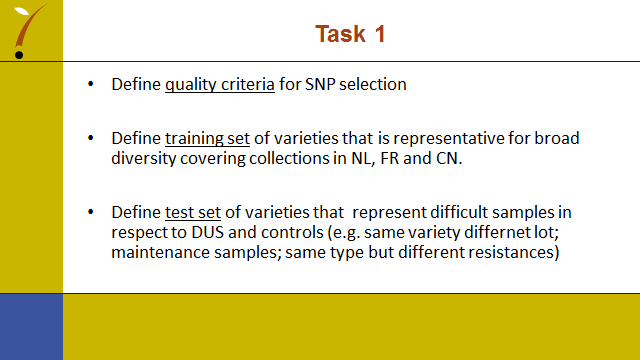 Task 1
• Define quality criteria for SNP selection
• Define training set of varieties that is representative for broad
diversity covering collections in NL, FR and CN.
• Define test set of varieties that  represent difficult samples in
respect to DUS and controls (e.g. same variety differnet lot;
maintenance samples; same type but different resistances)